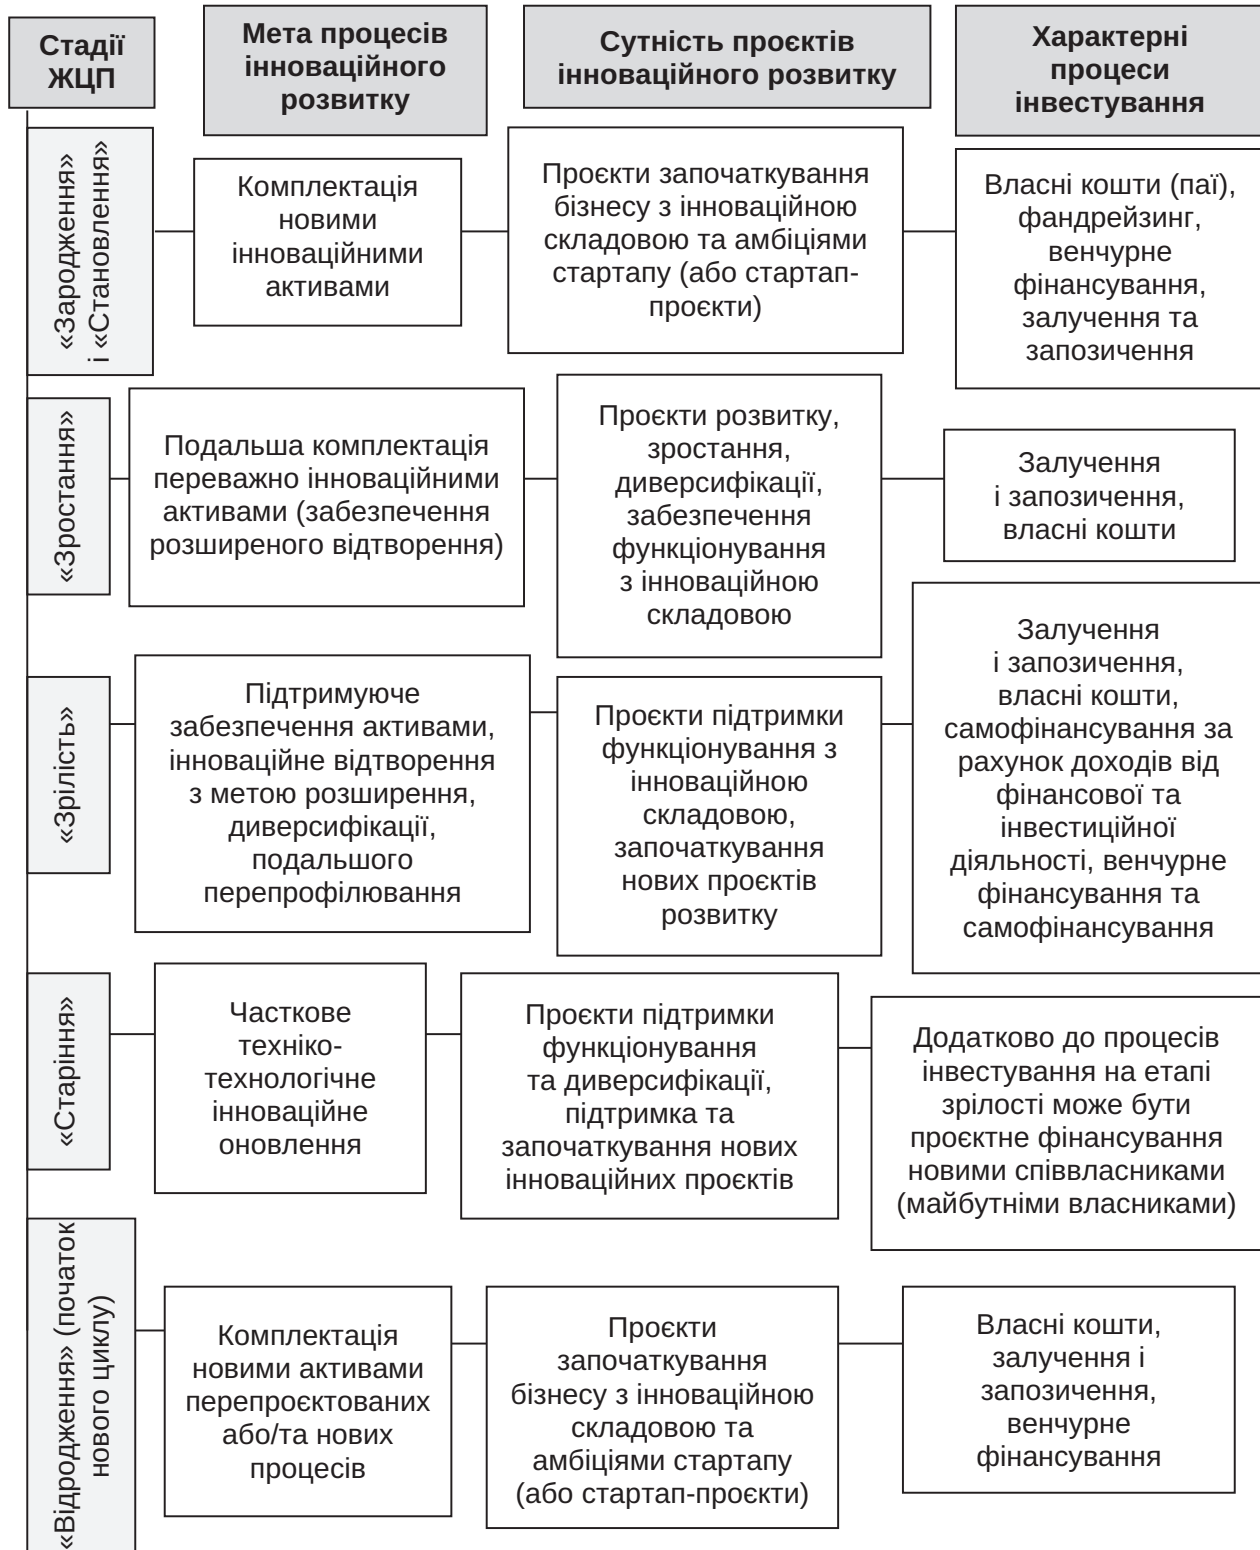 Стадії
ЖЦП
Мета процесів
інноваційного
розвитку
Сутність проєктів
інноваційного розвитку
Характерні
процеси
інвестування
«Зародження»
і «Становлення»
Комплектація
новими
інноваційними
активами
Проєкти започаткування
бізнесу з інноваційною
складовою та амбіціями
стартапу (або стартап-
проєкти)
Власні кошти (паї),
фандрейзинг,
венчурне
фінансування,
залучення та
запозичення
«Зростання»
Подальша комплектація
переважно інноваційними
активами (забезпечення
розширеного відтворення)
Проєкти розвитку,
зростання,
диверсифікації,
забезпечення
функціонування
з інноваційною
складовою
Залучення
і запозичення,
власні кошти
«Зрілість»
Підтримуюче
забезпечення активами,
інноваційне відтворення
з метою розширення,
диверсифікації,
подальшого
перепрофілювання
Проєкти підтримки
функціонування з
інноваційною
складовою,
започаткування
нових проєктів
розвитку
Залучення
і запозичення,
власні кошти,
самофінансування за
рахунок доходів від
фінансової та
інвестиційної
діяльності, венчурне
фінансування та
самофінансування
«Старіння»
Часткове
техніко-
технологічне
інноваційне
оновлення
Проєкти підтримки
функціонування
та диверсифікації,
підтримка та
започаткування нових
інноваційних проєктів
Додатково до процесів
інвестування на етапі
зрілості може бути
проєктне фінансування
новими співвласниками
(майбутніми власниками)
«Відродження» (початок
нового циклу)
Комплектація
новими активами
перепроєктованих
або/та нових
процесів
Проєкти
започаткування
бізнесу з інноваційною
складовою та
амбіціями стартапу
(або стартап-проєкти)
Власні кошти,
залучення і
запозичення,
венчурне
фінансування